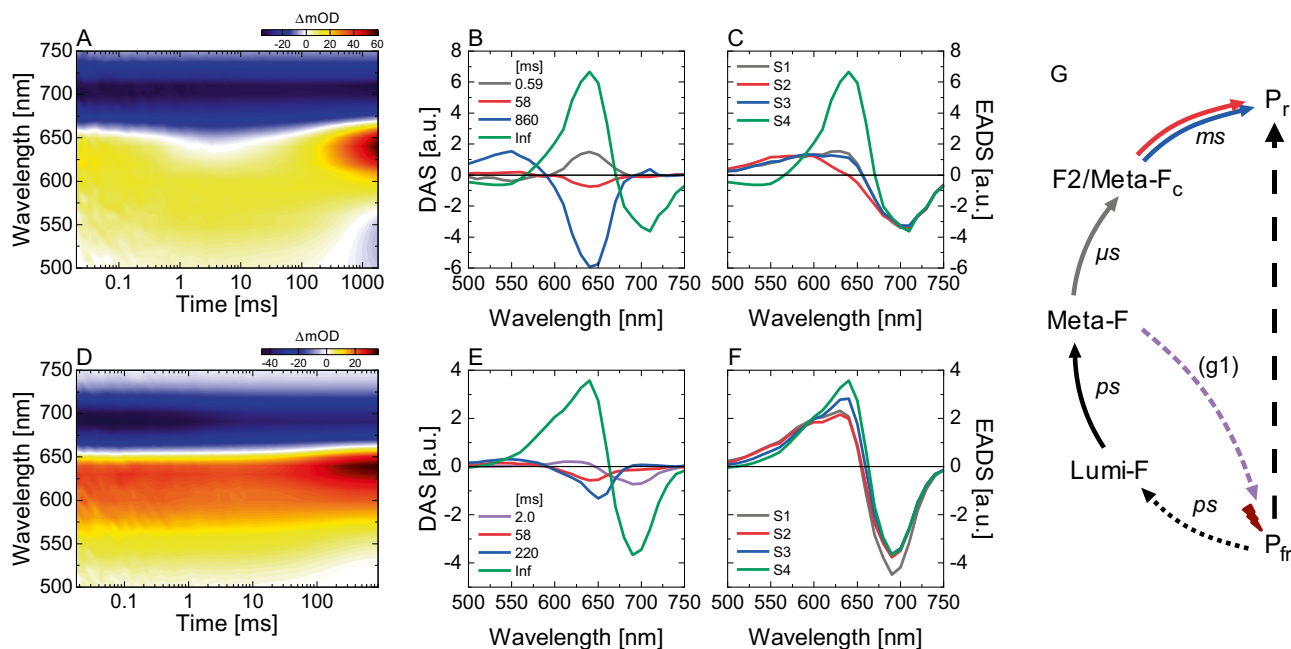 A
ΔmOD
-20 0 20 40 60
Wavelength [nm]
750
700
650
600
550
500
0.1 1 10 100 1000
Time [ms]
B
DAS [a.u.]
8
6
4
2
0
-2
-4
-6
[ms]
0.59
58
860
Inf
500 550 600 650 700 750
Wavelength [nm]
C
S1
S2
S3
S4
EADS [a.u.]
8
6
4
2
0
-2
-4
-6
500 550 600 650 700 750
Wavelength [nm]
D
ΔmOD
-40 -20 0 20
Wavelength [nm]
750
700
650
600
550
500
0.1 1 10 100
Time [ms]
E
DAS [a.u.]
4
2
0
-2
-4
[ms]
2.0
58
220
Inf
500 550 600 650 700 750
Wavelength [nm]
F
S1
S2
S3
S4
EADS [a.u.]
4
2
0
-2
-4
500 550 600 650 700 750
Wavelength [nm]
G
Pr
ms
F2/Meta-Fc
µs
Meta-F
(g1)
ps
Lumi-F
ps
Pfr